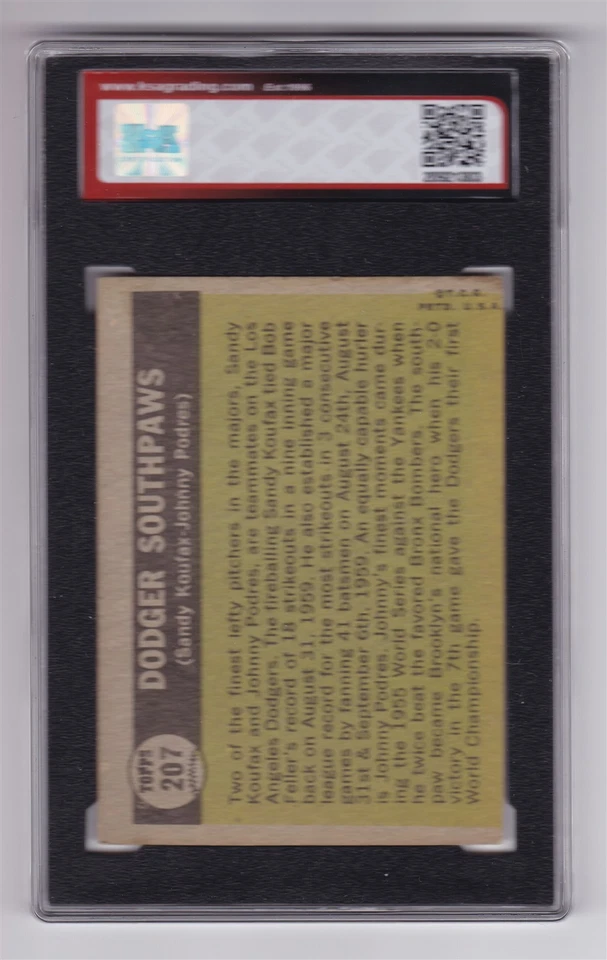 TOPPS
207
DODGER SOUTHPAWS
(Sandy Koufax-Johnny Podres)
Two of the finest lefty pitchers in the majors, Sandy
Koufax and Johnny Podres, are teammates on the Los
Angeles Dodgers. The fireballing Sandy Koufax tied Bob
Feller's record of 18 strikeouts in a nine inning game
back on August 31, 1959. He also established a major
league record for the most strikeouts in 3 consecutive
games by fanning 41 batsmen on August 24th, August
31st & September 6th, 1959. An equally capable hurler
is Johnny Podres. Johnny's finest moments came dur-
ing the 1955 World Series against the Yankees when
he twice beat the favored Bronx Bombers. The south-
paw became Brooklyn's national hero when his 2-0
victory in the 7th game gave the Dodgers their first
World Championship.
PRTD. U.S.A.